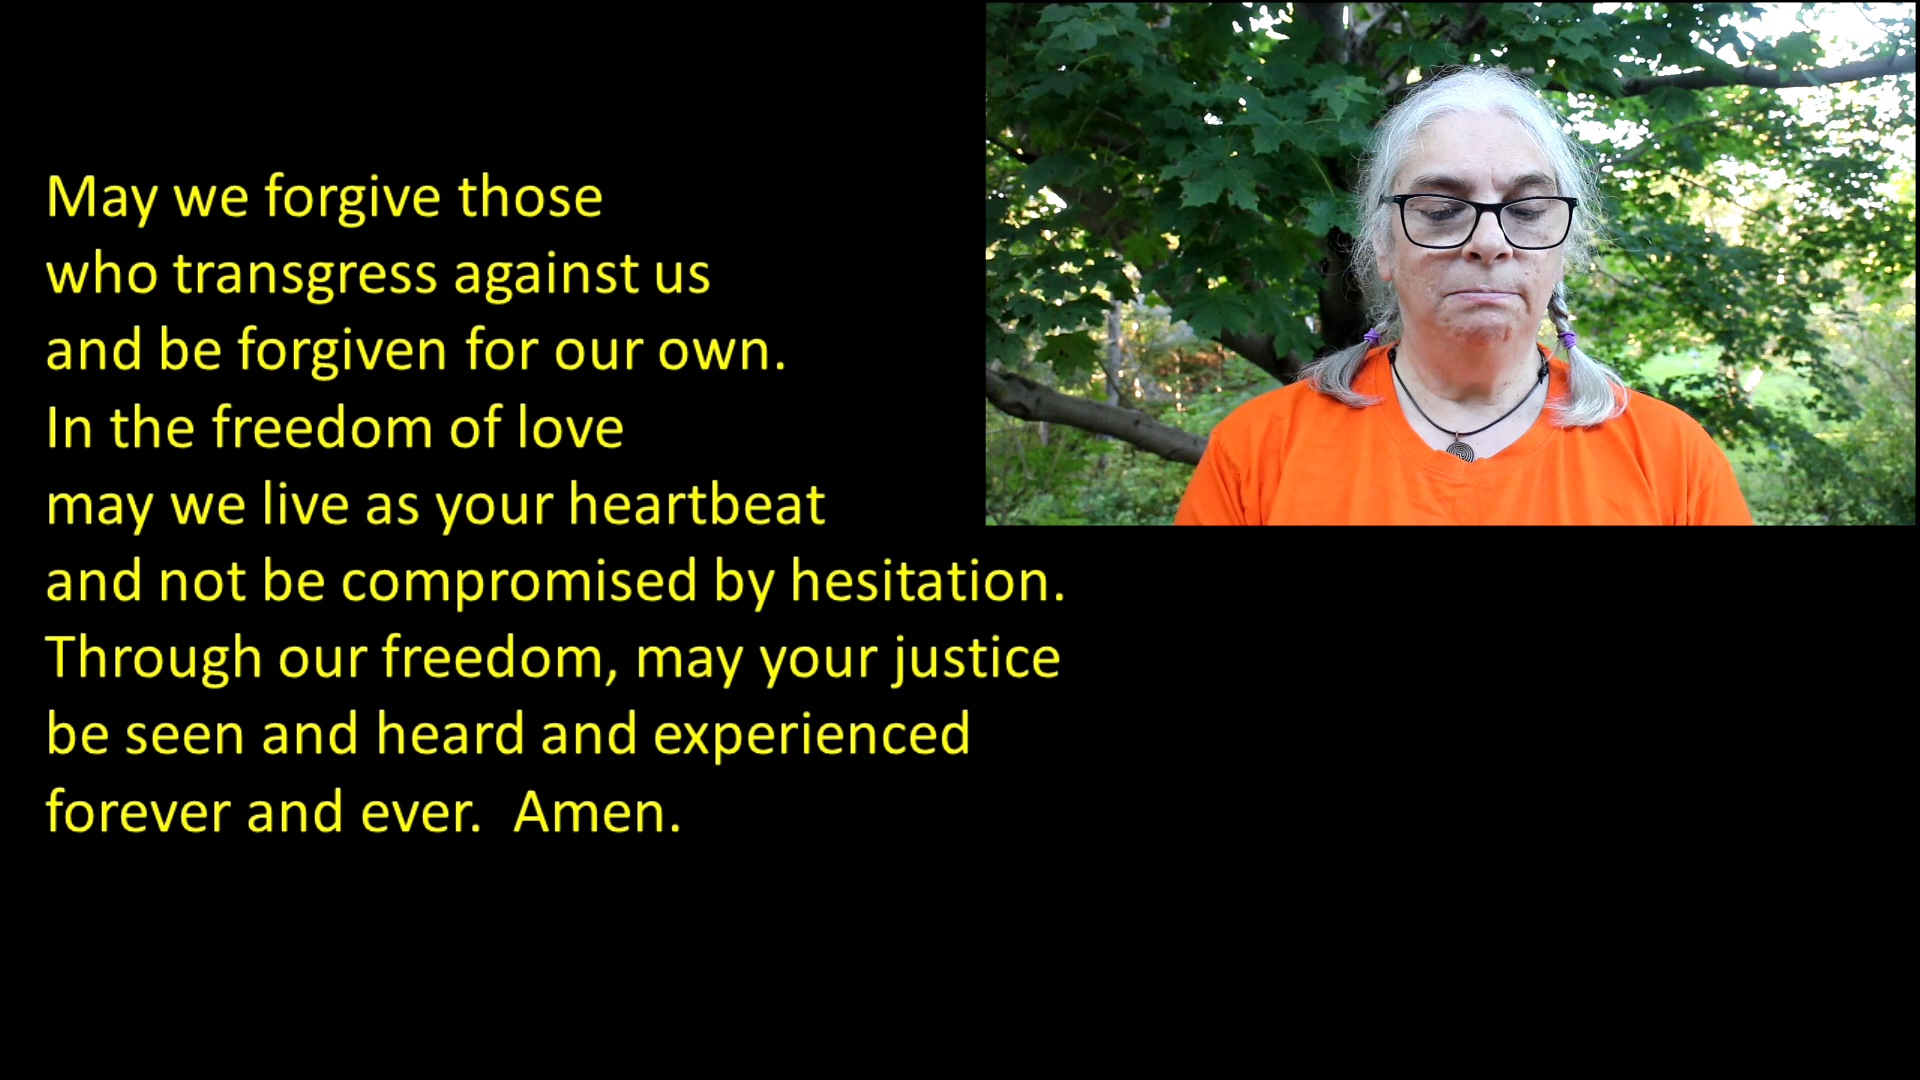 May we forgive those
who transgress against us
and be forgiven for our own.
In the freedom of love
may we live as your heartbeat
and not be compromised by hesitation.
Through our freedom, may your justice
be seen and heard and experienced
forever and ever.  Amen.